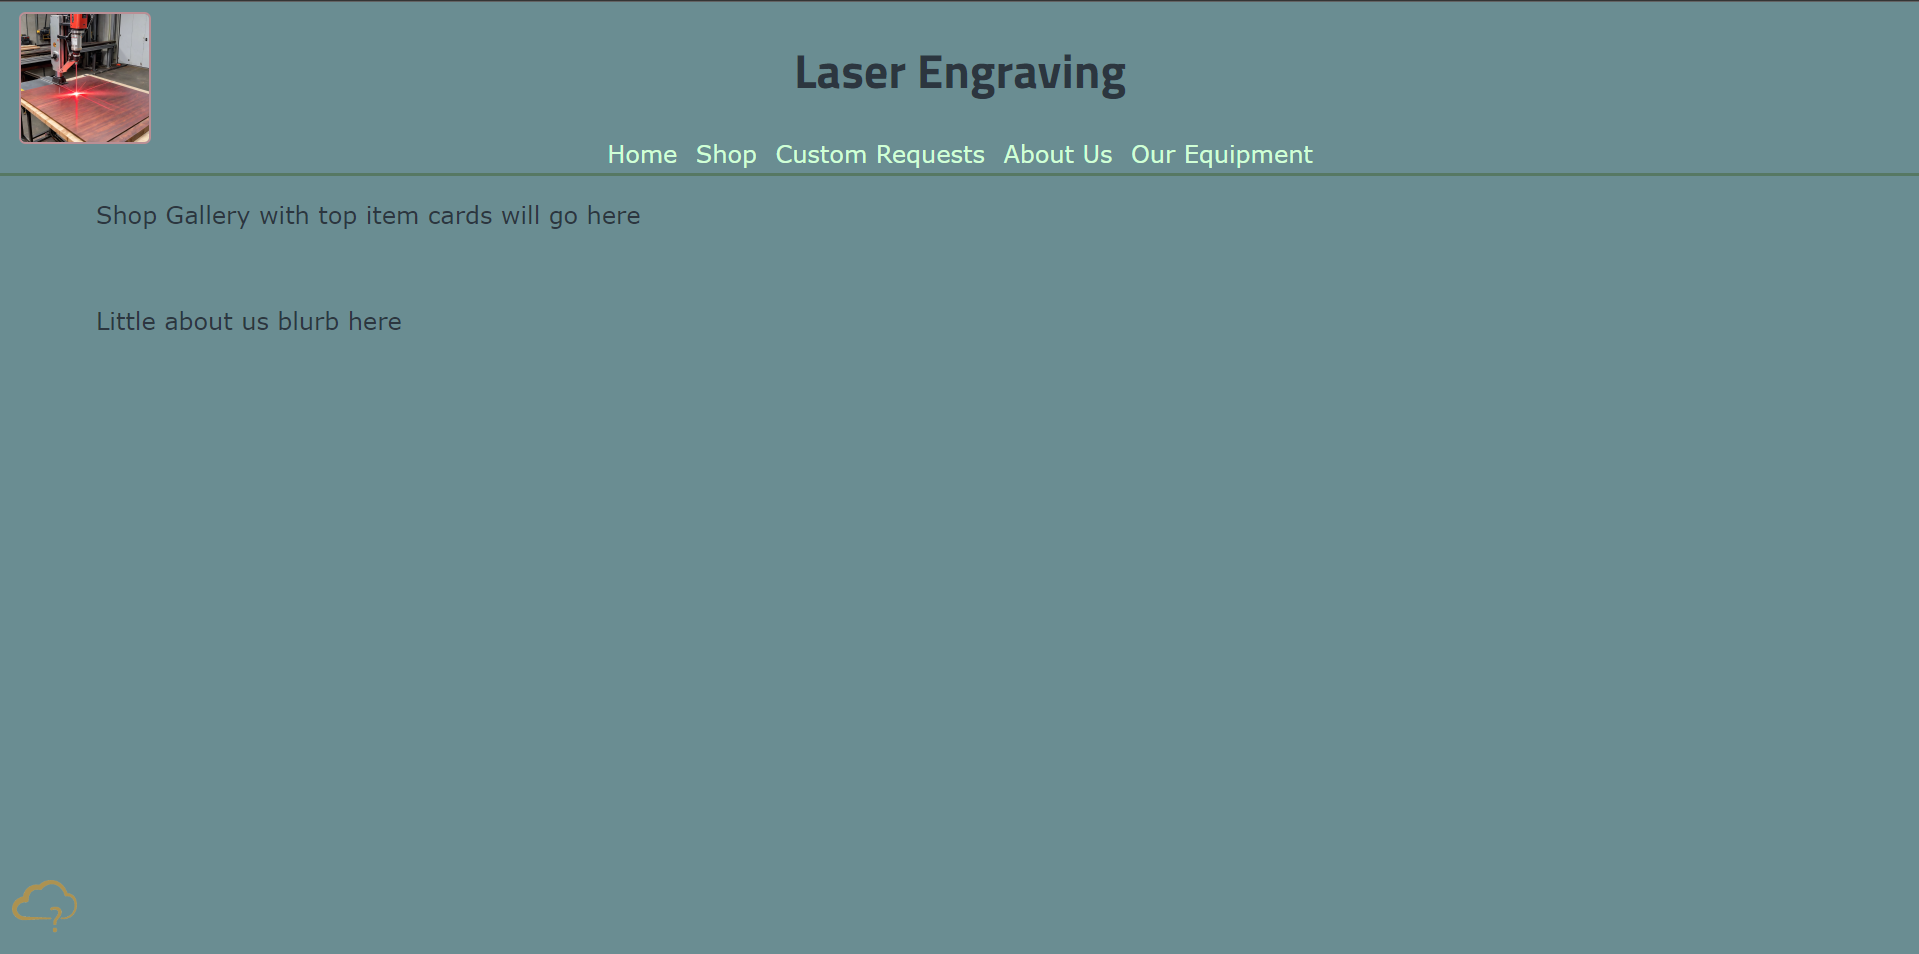 Laser Engraving
Home Shop Custom Requests About Us Our Equipment
Shop Gallery with top item cards will go here
Little about us blurb here
?